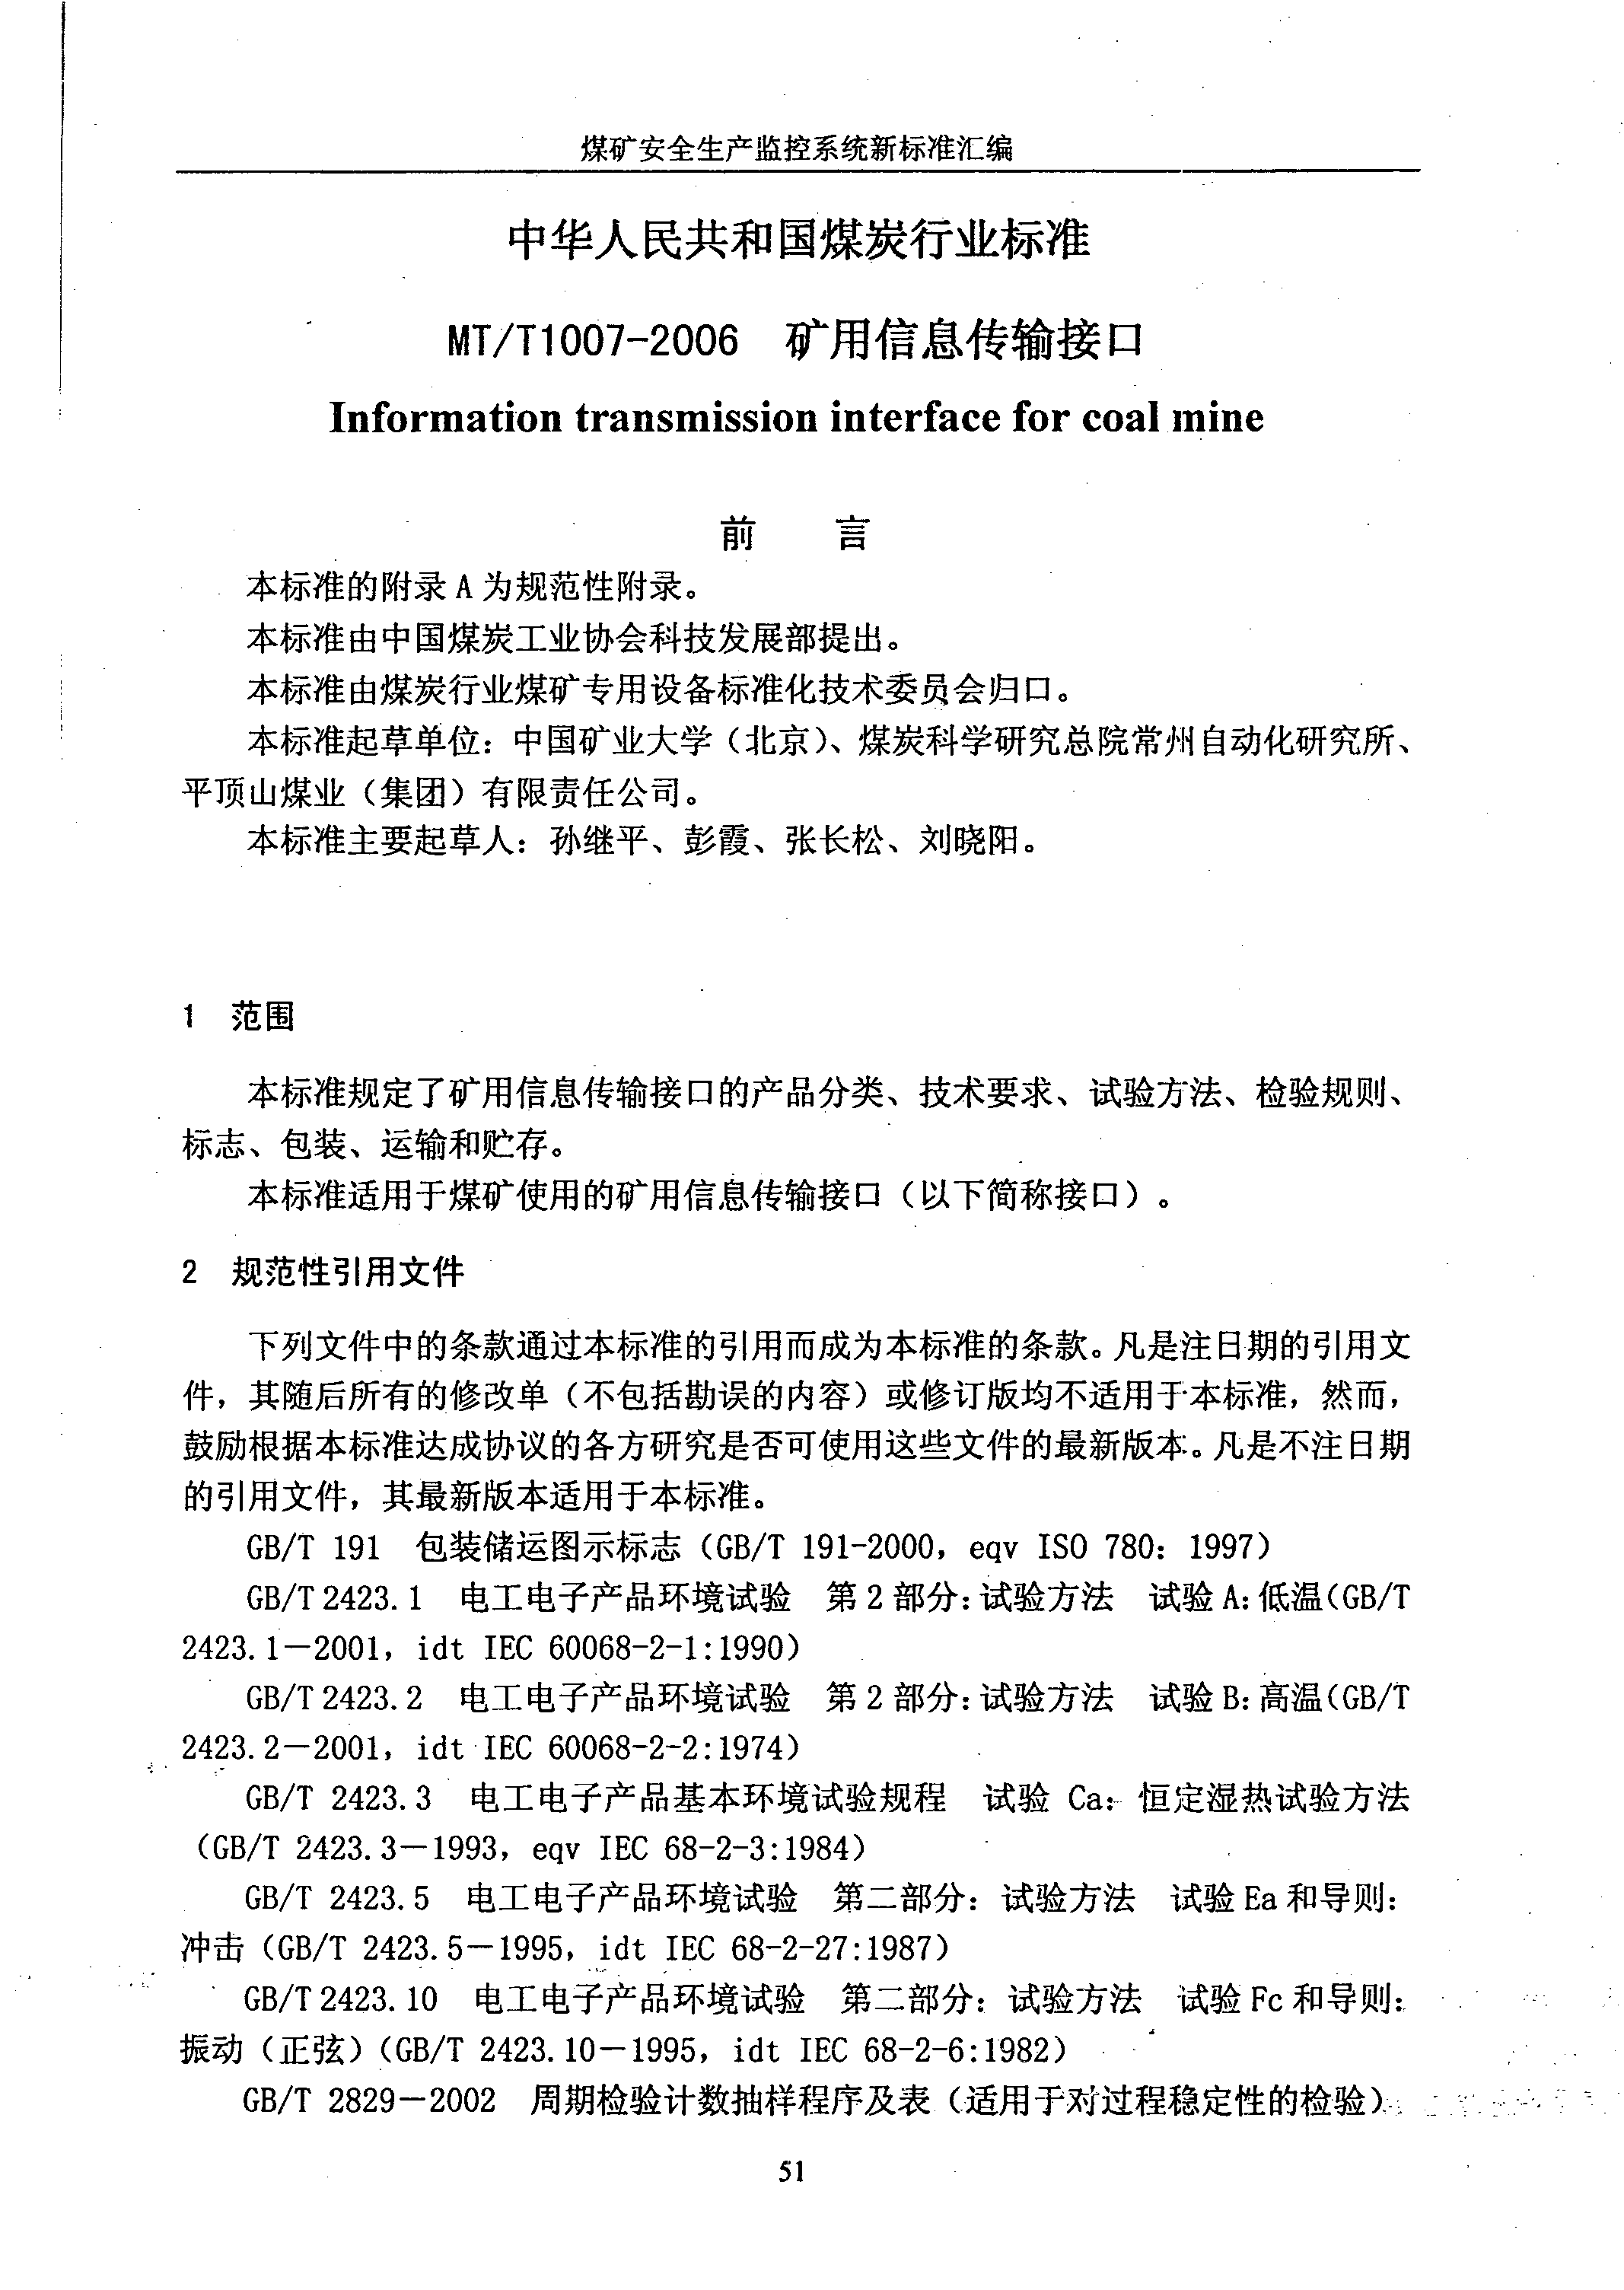 煤矿安全生产监控系统新标准汇编
中华人民共和国煤炭行业标准
MT/T1007-2006　矿用信息传输接口
Information transmission interface for coal mine
前　　言
本标准的附录 A 为规范性附录。
本标准由中国煤炭工业协会科技发展部提出。
本标准由煤炭行业煤矿专用设备标准化技术委员会归口。
本标准起草单位：中国矿业大学（北京）、煤炭科学研究总院常州自动化研究所、
平顶山煤业（集团）有限责任公司。
本标准主要起草人：孙继平、彭霞、张长松、刘晓阳。
1　范围
本标准规定了矿用信息传输接口的产品分类、技术要求、试验方法、检验规则、
标志、包装、运输和贮存。
本标准适用于煤矿使用的矿用信息传输接口（以下简称接口）。
2　规范性引用文件
下列文件中的条款通过本标准的引用而成为本标准的条款。凡是注日期的引用文
件，其随后所有的修改单（不包括勘误的内容）或修订版均不适用于本标准，然而，
鼓励根据本标准达成协议的各方研究是否可使用这些文件的最新版本。凡是不注日期
的引用文件，其最新版本适用于本标准。
GB/T 191　包装储运图示标志（GB/T 191-2000，eqv ISO 780：1997）
GB/T 2423.1　电工电子产品环境试验　第 2 部分：试验方法　试验 A：低温（GB/T
2423.1—2001，idt IEC 60068-2-1:1990）
GB/T 2423.2　电工电子产品环境试验　第 2 部分：试验方法　试验 B：高温（GB/T
2423.2—2001，idt IEC 60068-2-2:1974）
GB/T 2423.3　电工电子产品基本环境试验规程　试验 Ca：恒定湿热试验方法
（GB/T 2423.3—1993，eqv IEC 68-2-3:1984）
GB/T 2423.5　电工电子产品环境试验　第二部分：试验方法　试验 Ea 和导则：
冲击（GB/T 2423.5—1995，idt IEC 68-2-27:1987）
GB/T 2423.10　电工电子产品环境试验　第二部分：试验方法　试验 Fc 和导则：
振动（正弦）（GB/T 2423.10—1995，idt IEC 68-2-6:1982）
GB/T 2829—2002　周期检验计数抽样程序及表（适用于对过程稳定性的检验）
51